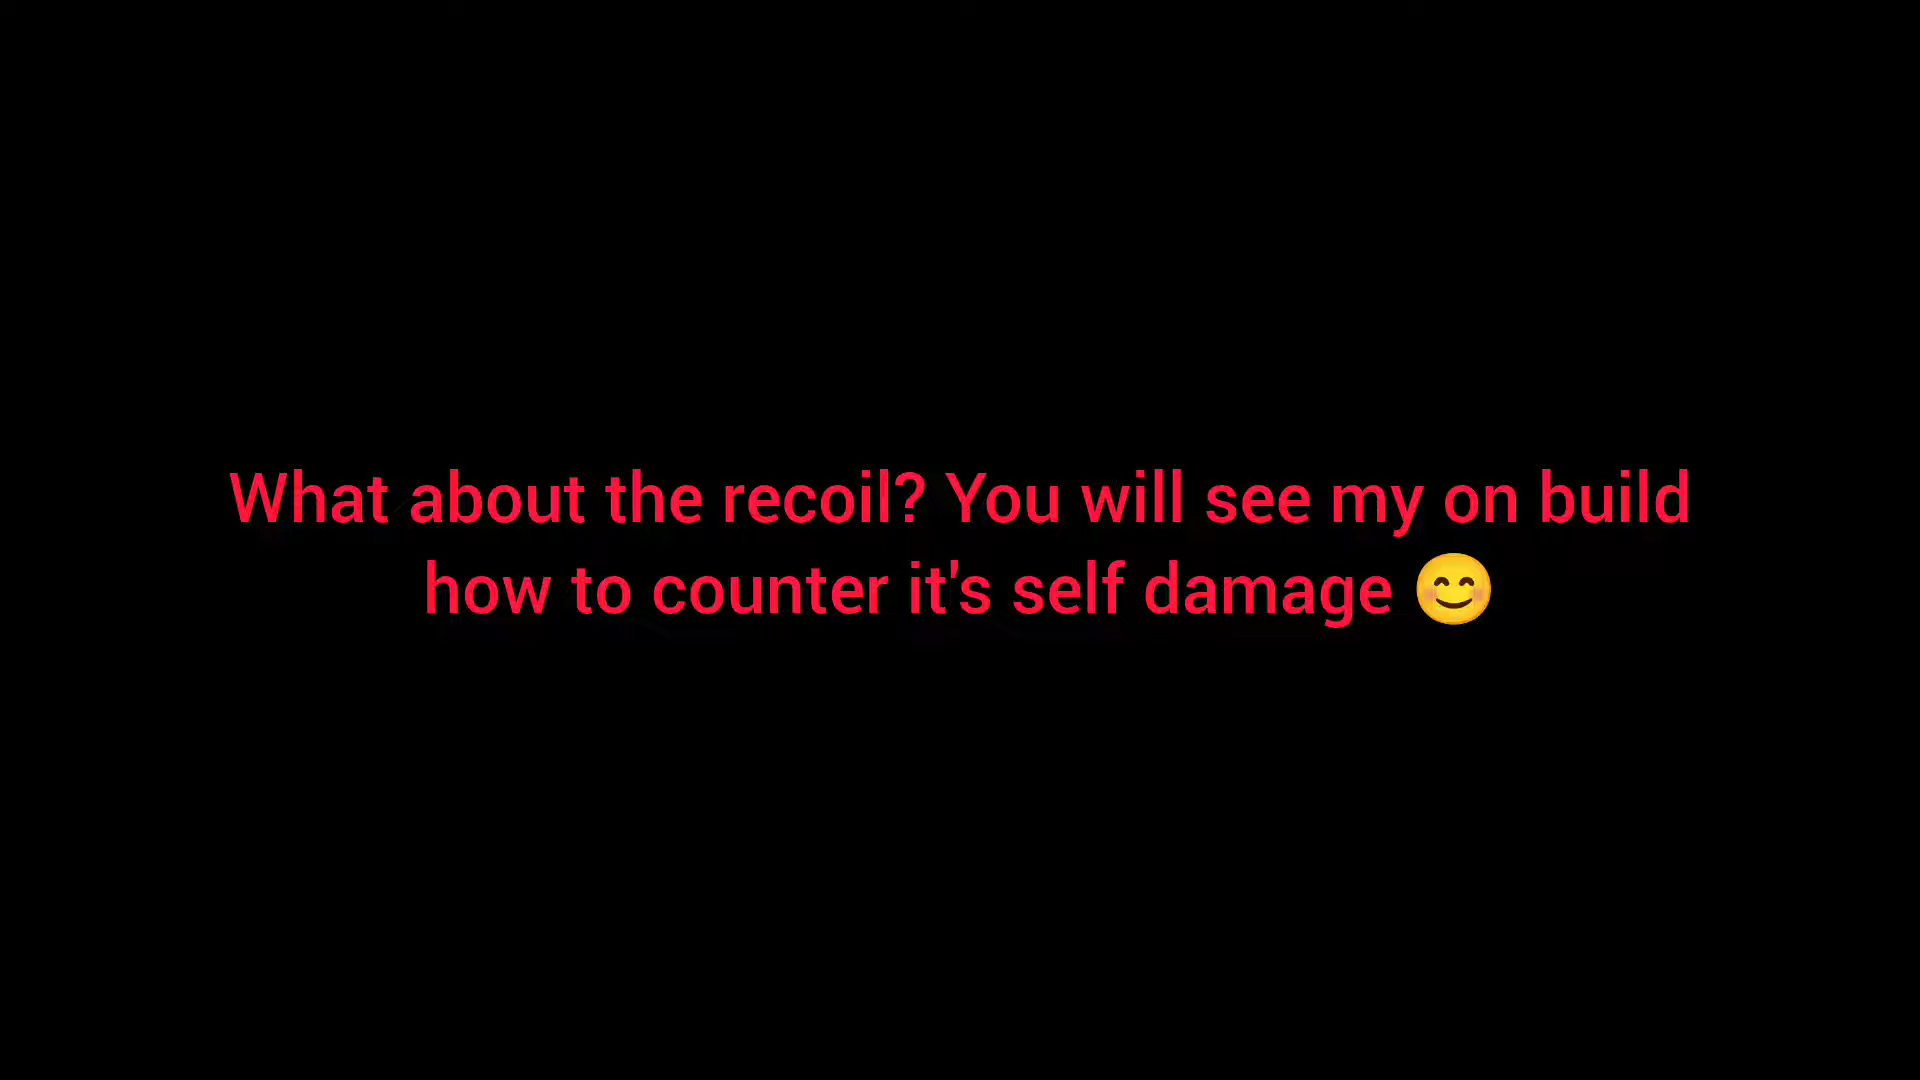 What about the recoil? You will see my on build
how to counter it's self damage 😊